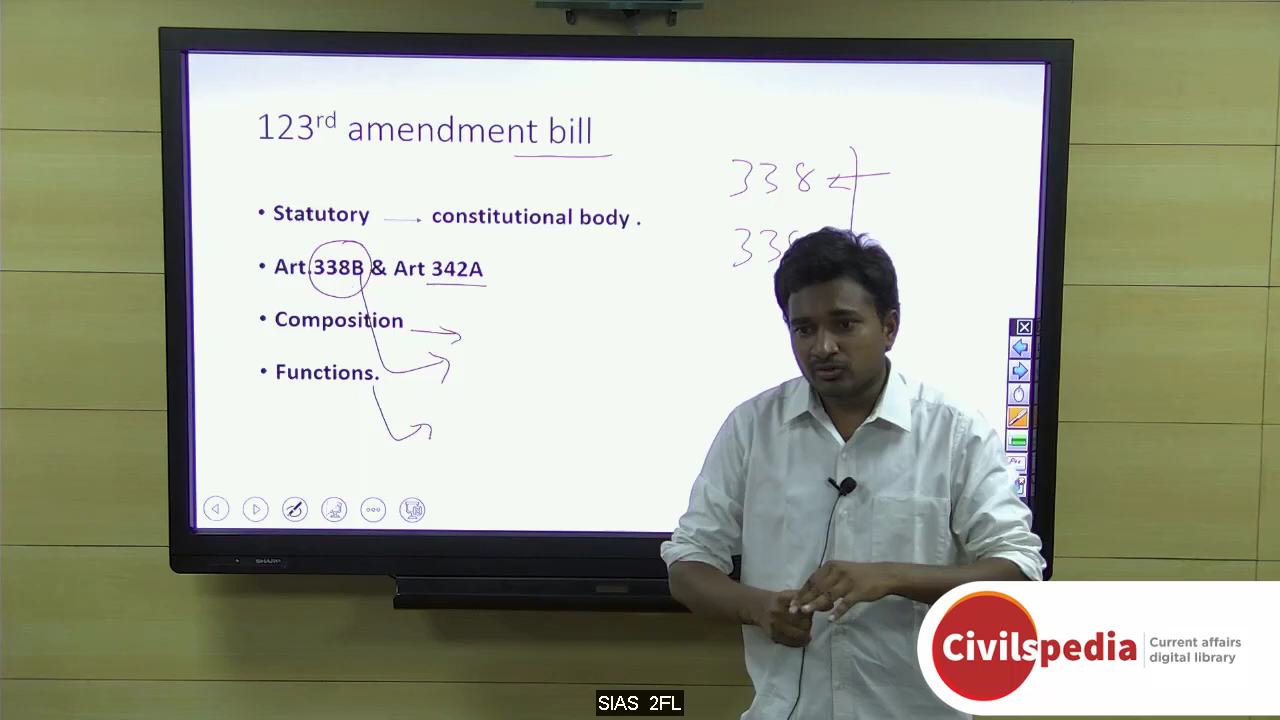 123rd amendment bill
• Statutory → constitutional body .
• Art.338B & Art 342A
• Composition
• Functions.
338
SHARP
Civilspedia
Current affairs
digital library
SIAS 2FL